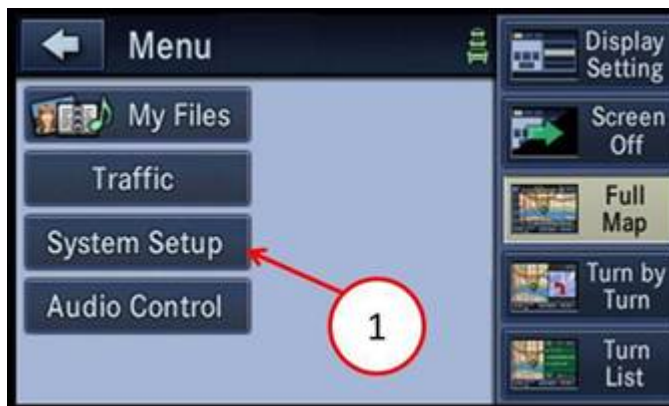 Menu
My Files
Traffic
System Setup
Audio Control
1
Display
Setting
Screen
Off
Full
Map
Turn by
Turn
Turn
List